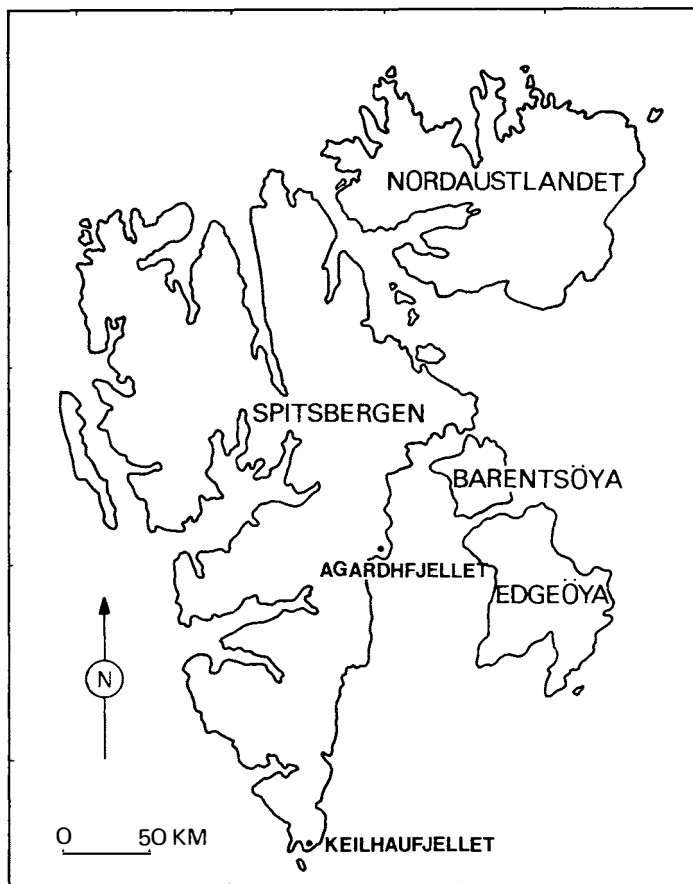 NORDAUSTLANDET
SPITSBERGEN
BARENTSÖYA
AGARDHFJELLET
EDGEÖYA
N
0 50 KM
KEILHAUFJELLET